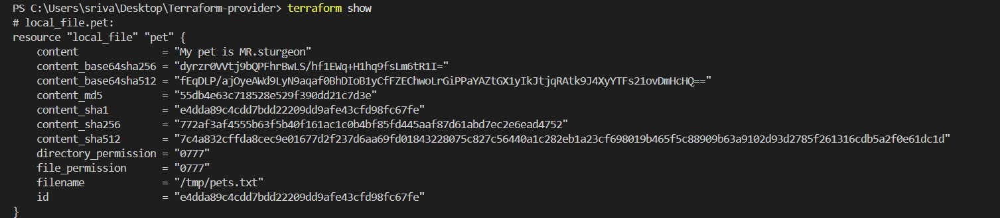 PS C:\Users\sriva\Desktop\Terraform-provider> terraform show
# local_file.pet:
resource "local_file" "pet" {
    content              = "My pet is MR.sturgeon"
    content_base64sha256 = "dyrzr0VVtj9bQPFhrBwLS/hf1EWq+H1hq9fsLm6tR1I="
    content_base64sha512 = "fEqDLP/ajOyeAWd9LyN9aqaf0BhDIoB1yCfFZEChwoLrGiPPaYAZtGX1yIkJtjqRAtk9J4XyYTFs21ovDmHcHQ=="
    content_md5          = "55db4e63c718528e529f390dd21c7d3e"
    content_sha1         = "e4dda89c4cdd7bdd22209dd9afe43cfd98fc67fe"
    content_sha256       = "772af3af4555b63f5b40f161ac1c0b4bf85fd445aaf87d61abd7ec2e6ead4752"
    content_sha512       = "7c4a832cffda8cec9e01677d2f237d6aa69fd01843228075c827c56440a1c282eb1a23cf698019b465f5c88909b63a9102d93d2785f261316cdb5a2f0e61dc1d"
    directory_permission = "0777"
    file_permission      = "0777"
    filename             = "/tmp/pets.txt"
    id                   = "e4dda89c4cdd7bdd22209dd9afe43cfd98fc67fe"
}